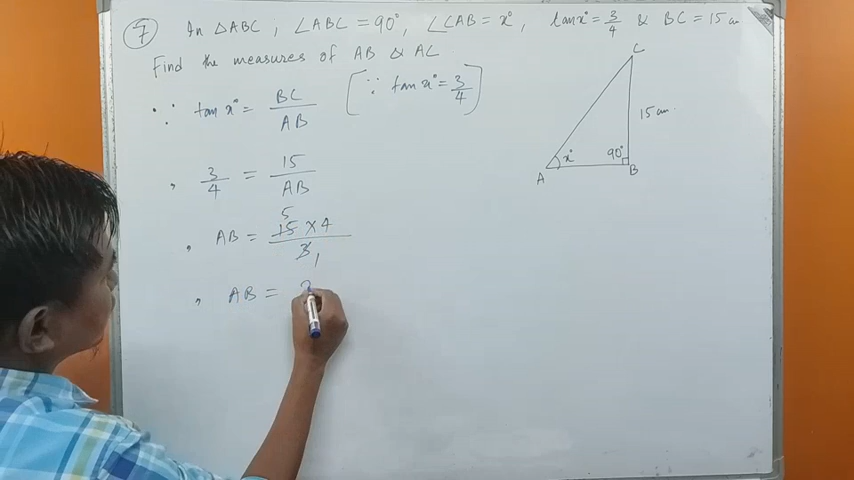 7 In △ABC, ∠ABC = 90°, ∠CAB = x°, tan x° = 3/4 & BC = 15 cm
Find the measures of AB & AC
∵ tan x° = BC/AB (∵ tan x° = 3/4)
, 3/4 = 15/AB
, AB = 15 × 4 / 3 5 1
, AB =
C
15 cm.
x° 90°
A B